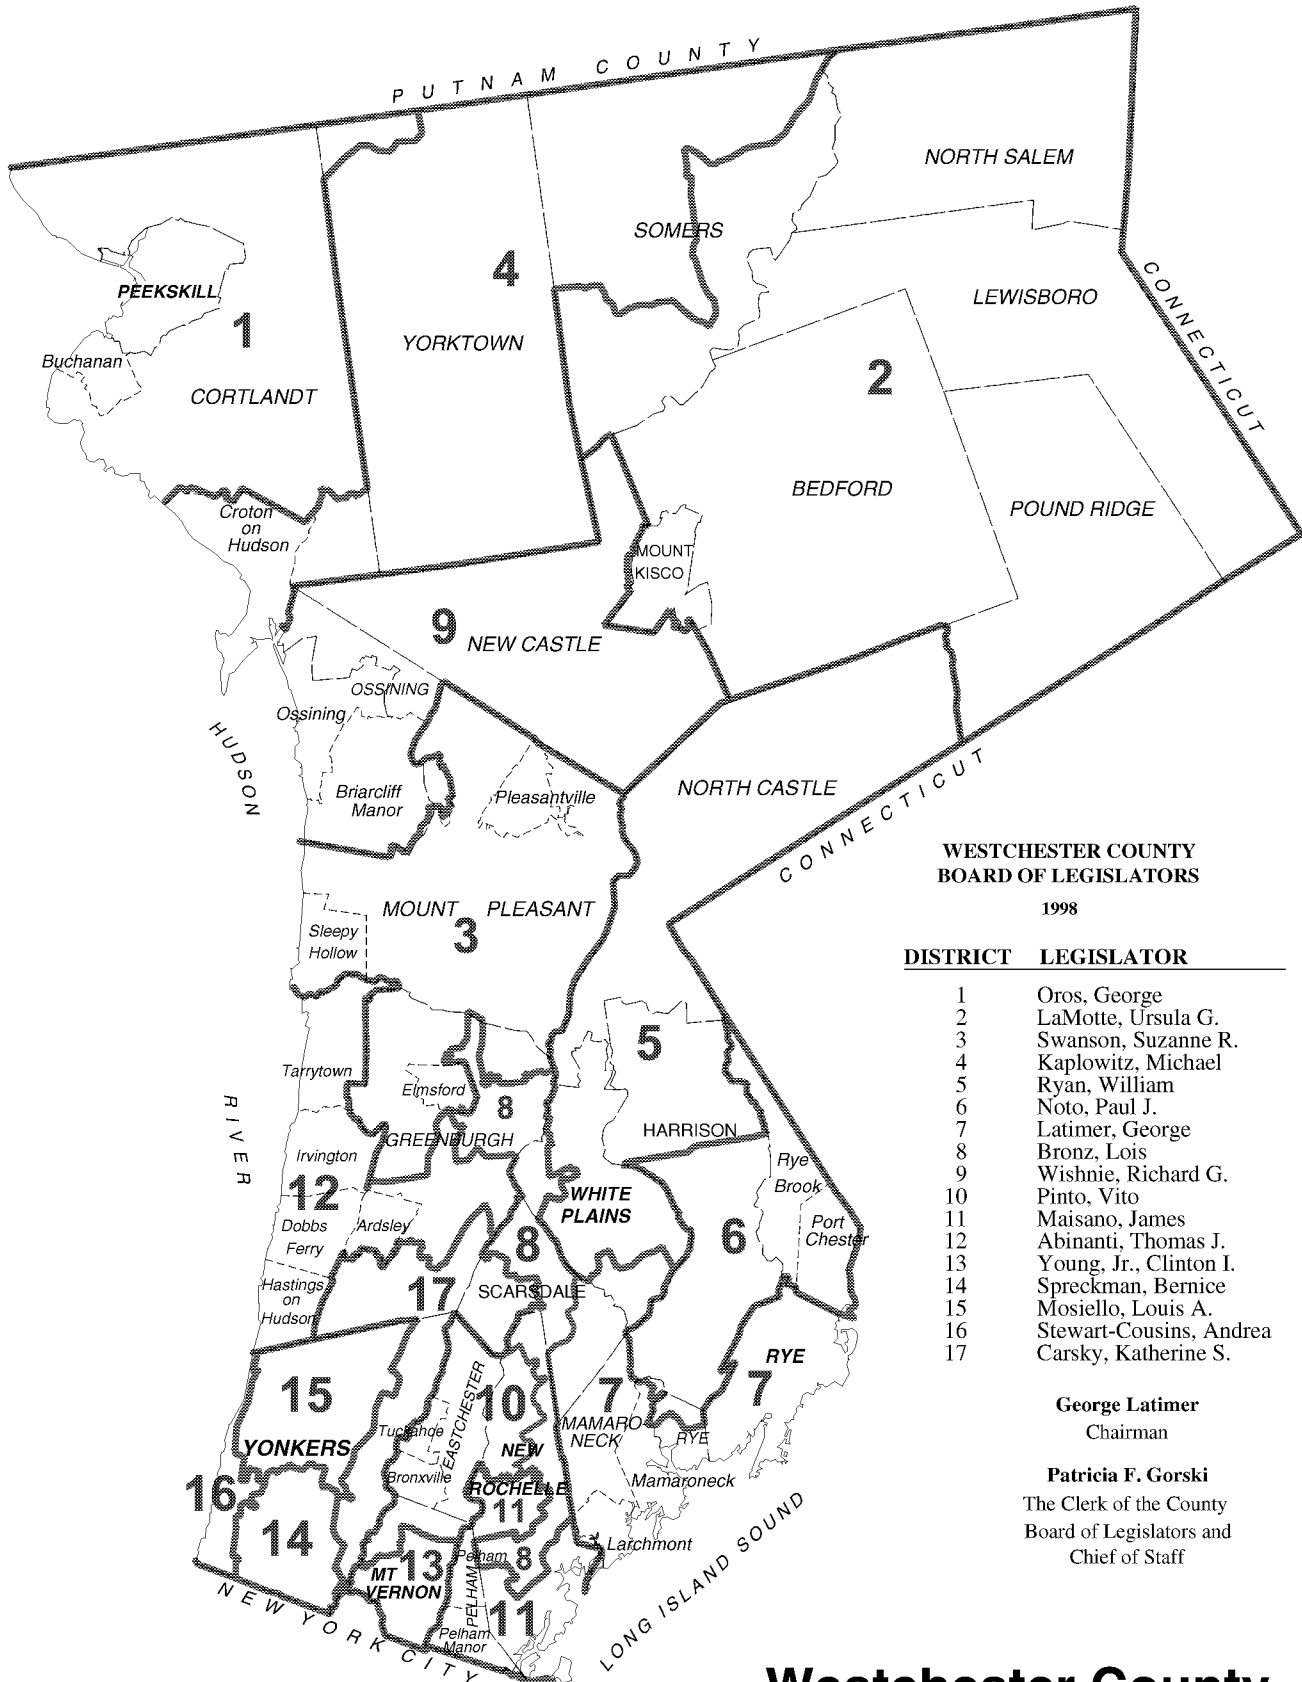 PUTNAM COUNTY
NORTH SALEM
SOMERS
4
PEEKSKILL
LEWISBORO
CONNECTICUT
1
YORKTOWN
Buchanan
2
CORTLANDT
BEDFORD
POUND RIDGE
Croton
on
Hudson
MOUNT
KISCO
9
NEW CASTLE
OSSINING
Ossining
HUDSON
Briarcliff
Manor
Pleasantville
NORTH CASTLE
CONNECTICUT
MOUNT PLEASANT
3
Sleepy
Hollow
5
Tarrytown
Elmsford
8
RIVER
GREENBURGH
HARRISON
Irvington
Rye
Brook
12
WHITE
PLAINS
Dobbs
Ferry
Ardsley
Port
Chester
8
6
Hastings
on
Hudson
17
SCARSDALE
RYE
7
15
EASTCHESTER
10
7
Tuckahoe
MAMARO
NECK
RYE
YONKERS
NEW
ROCHELLE
Bronxville
Mamaroneck
16
11
14
Larchmont
Pelham
8
13
MT
VERNON
PELHAM
11
Pelham
Manor
NEW YORK CITY
LONG ISLAND SOUND
WESTCHESTER COUNTY
BOARD OF LEGISLATORS
1998
DISTRICT LEGISLATOR
1 Oros, George
2 LaMotte, Ursula G.
3 Swanson, Suzanne R.
4 Kaplowitz, Michael
5 Ryan, William
6 Noto, Paul J.
7 Latimer, George
8 Bronz, Lois
9 Wishnie, Richard G.
10 Pinto, Vito
11 Maisano, James
12 Abinanti, Thomas J.
13 Young, Jr., Clinton I.
14 Spreckman, Bernice
15 Mosiello, Louis A.
16 Stewart-Cousins, Andrea
17 Carsky, Katherine S.
George Latimer
Chairman
Patricia F. Gorski
The Clerk of the County
Board of Legislators and
Chief of Staff
Westchester County